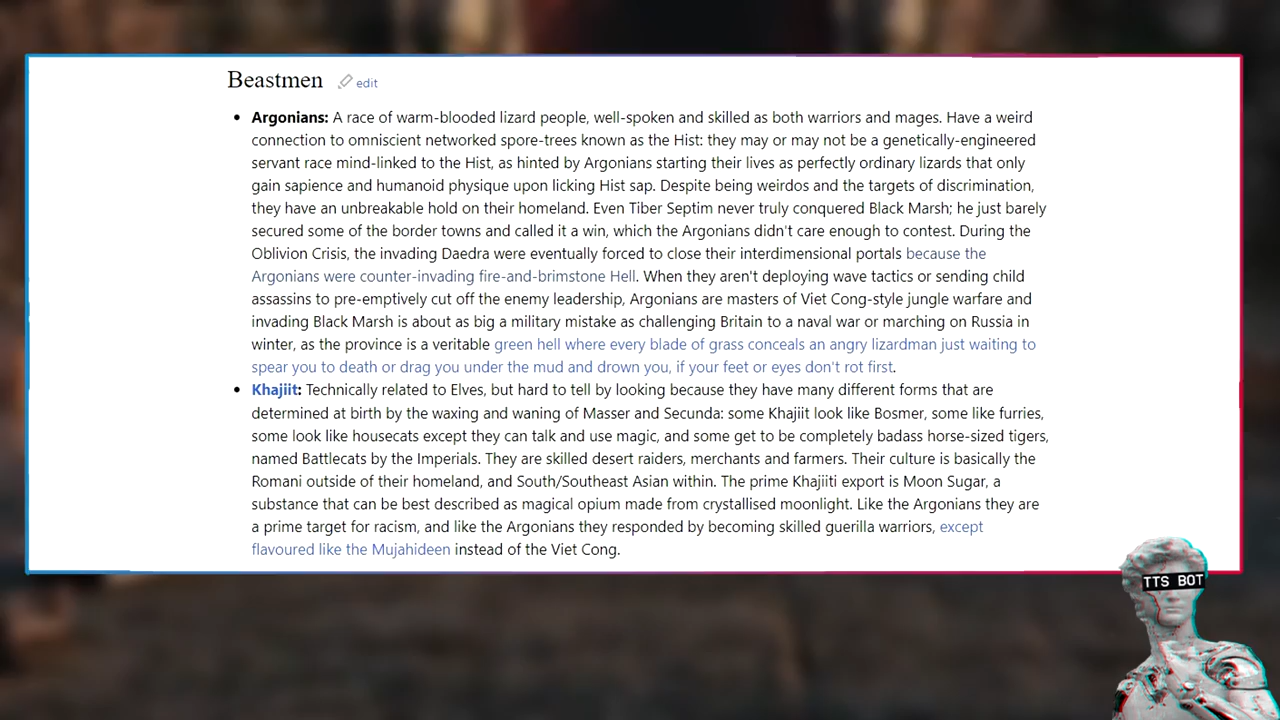 Beastmen edit
Argonians: A race of warm-blooded lizard people, well-spoken and skilled as both warriors and mages. Have a weird
connection to omniscient networked spore-trees known as the Hist: they may or may not be a genetically-engineered
servant race mind-linked to the Hist, as hinted by Argonians starting their lives as perfectly ordinary lizards that only
gain sapience and humanoid physique upon licking Hist sap. Despite being weirdos and the targets of discrimination,
they have an unbreakable hold on their homeland. Even Tiber Septim never truly conquered Black Marsh; he just barely
secured some of the border towns and called it a win, which the Argonians didn't care enough to contest. During the
Oblivion Crisis, the invading Daedra were eventually forced to close their interdimensional portals because the
Argonians were counter-invading fire-and-brimstone Hell. When they aren't deploying wave tactics or sending child
assassins to pre-emptively cut off the enemy leadership, Argonians are masters of Viet Cong-style jungle warfare and
invading Black Marsh is about as big a military mistake as challenging Britain to a naval war or marching on Russia in
winter, as the province is a veritable green hell where every blade of grass conceals an angry lizardman just waiting to
spear you to death or drag you under the mud and drown you, if your feet or eyes don't rot first.
Khajiit: Technically related to Elves, but hard to tell by looking because they have many different forms that are
determined at birth by the waxing and waning of Masser and Secunda: some Khajiit look like Bosmer, some like furries,
some look like housecats except they can talk and use magic, and some get to be completely badass horse-sized tigers,
named Battlecats by the Imperials. They are skilled desert raiders, merchants and farmers. Their culture is basically the
Romani outside of their homeland, and South/Southeast Asian within. The prime Khajiiti export is Moon Sugar, a
substance that can be best described as magical opium made from crystallised moonlight. Like the Argonians they are
a prime target for racism, and like the Argonians they responded by becoming skilled guerilla warriors, except
flavoured like the Mujahideen instead of the Viet Cong.
TTS BOT